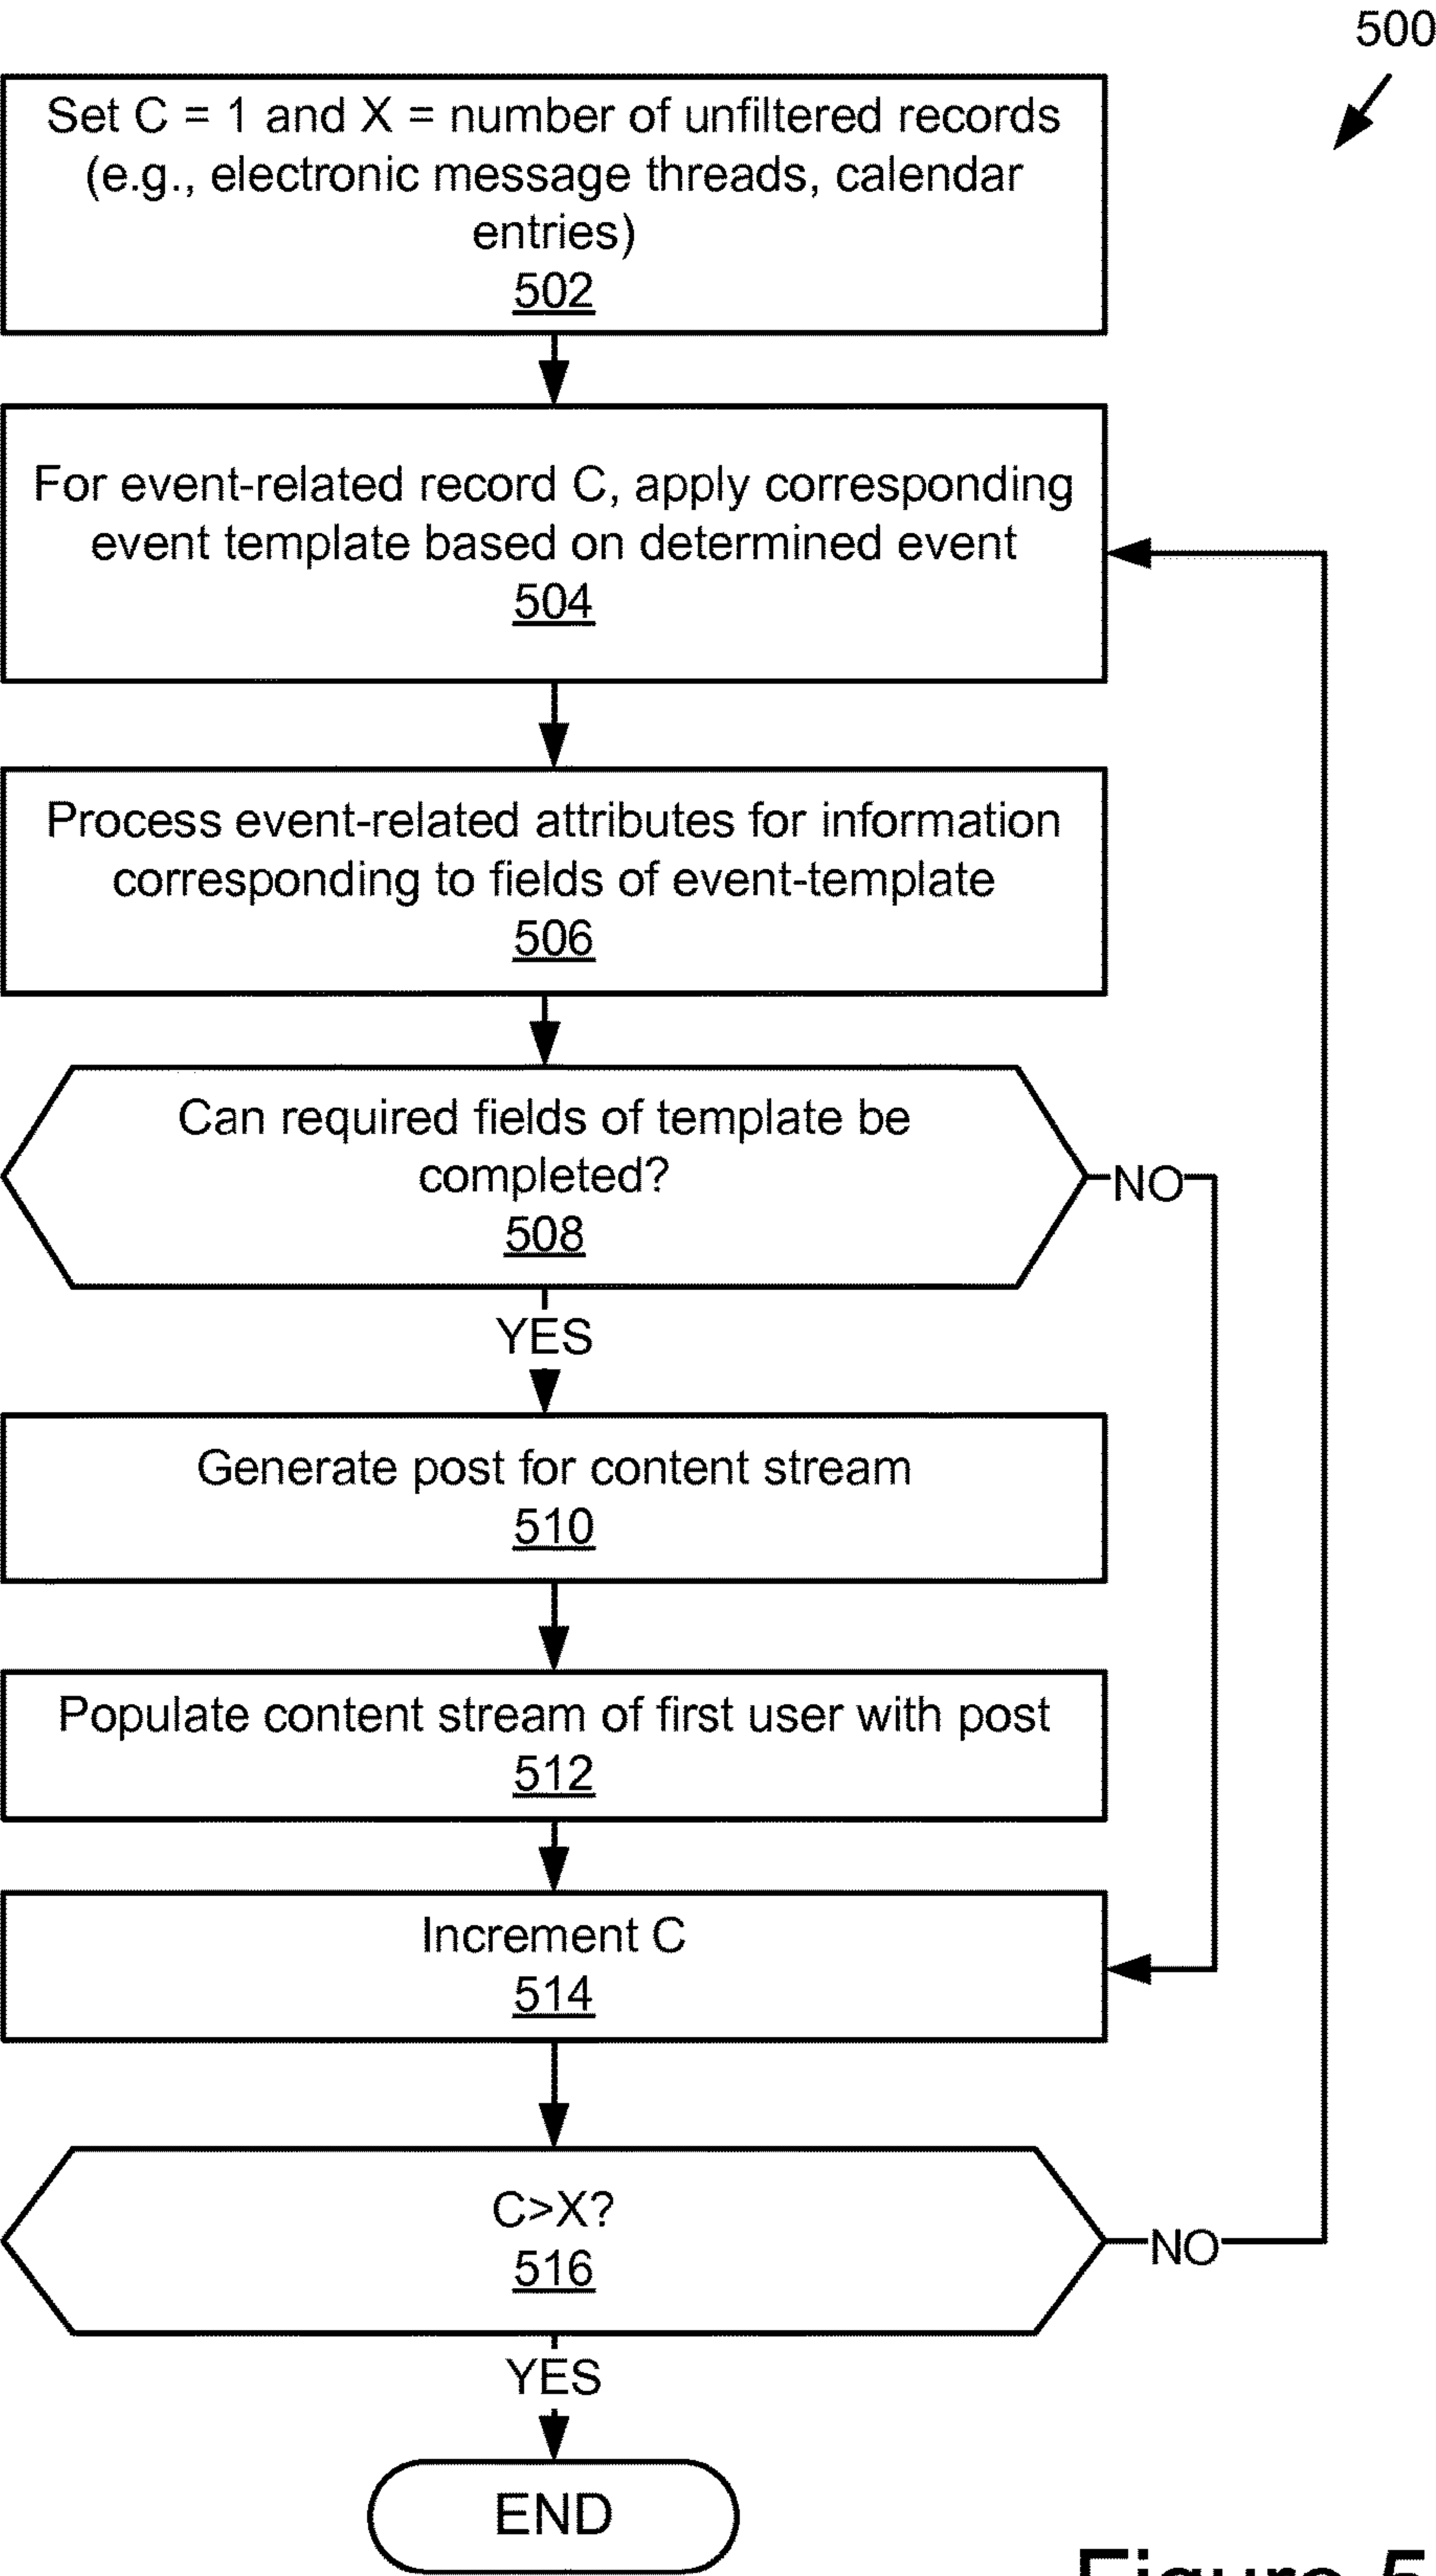 500
Set C = 1 and X = number of unfiltered records
(e.g., electronic message threads, calendar
entries)
502
For event-related record C, apply corresponding
event template based on determined event
504
Process event-related attributes for information
corresponding to fields of event-template
506
Can required fields of template be
completed?
508
NO
YES
Generate post for content stream
510
Populate content stream of first user with post
512
Increment C
514
C>X?
516
NO
YES
END
Figure 5